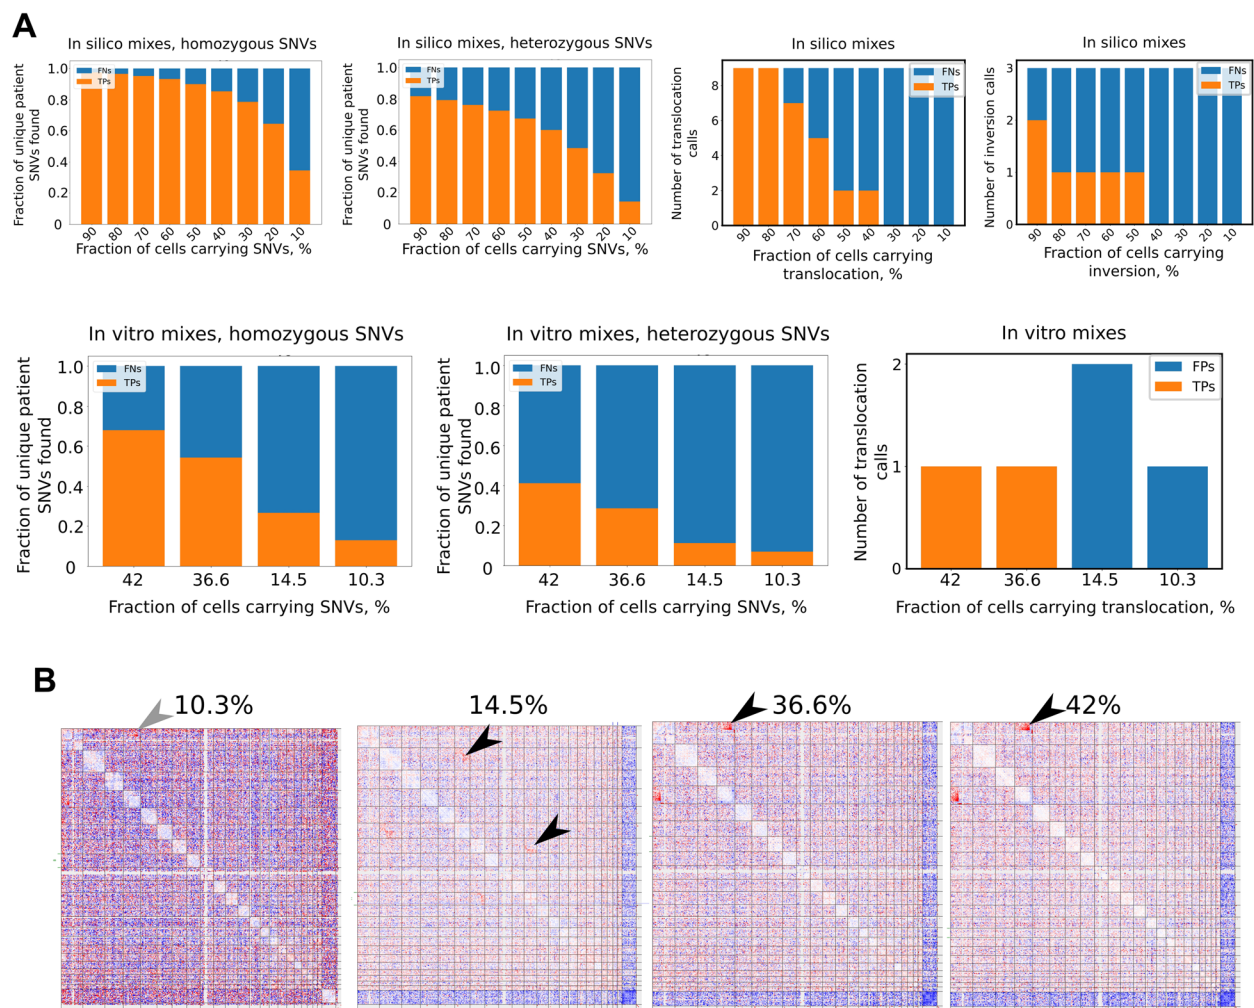 A
In silico mixes, homozygous SNVs
FNs
TPs
1.0
0.8
0.6
0.4
0.2
0
Fraction of unique patient
SNVs found
90
80
70
60
50
40
30
20
10
Fraction of cells carrying SNVs, %
In silico mixes, heterozygous SNVs
FNs
TPs
1.0
0.8
0.6
0.4
0.2
0
Fraction of unique patient
SNVs found
90
80
70
60
50
40
30
20
10
Fraction of cells carrying SNVs, %
In silico mixes
FNs
TPs
8
6
4
2
0
Number of translocation
calls
90
80
70
60
50
40
30
20
10
Fraction of cells carrying
translocation, %
In silico mixes
FNs
TPs
3
2
1
0
Number of inversion calls
90
80
70
60
50
40
30
20
10
Fraction of cells carrying
inversion, %
In vitro mixes, homozygous SNVs
FNs
TPs
1.0
0.8
0.6
0.4
0.2
0
Fraction of unique patient
SNVs found
42
36.6
14.5
10.3
Fraction of cells carrying SNVs, %
In vitro mixes, heterozygous SNVs
FNs
TPs
1.0
0.8
0.6
0.4
0.2
0
Fraction of unique patient
SNVs found
42
36.6
14.5
10.3
Fraction of cells carrying SNVs, %
In vitro mixes
FPs
TPs
2
1
0
Number of translocation
calls
42
36.6
14.5
10.3
Fraction of cells carrying translocation, %
B
10.3%
14.5%
36.6%
42%